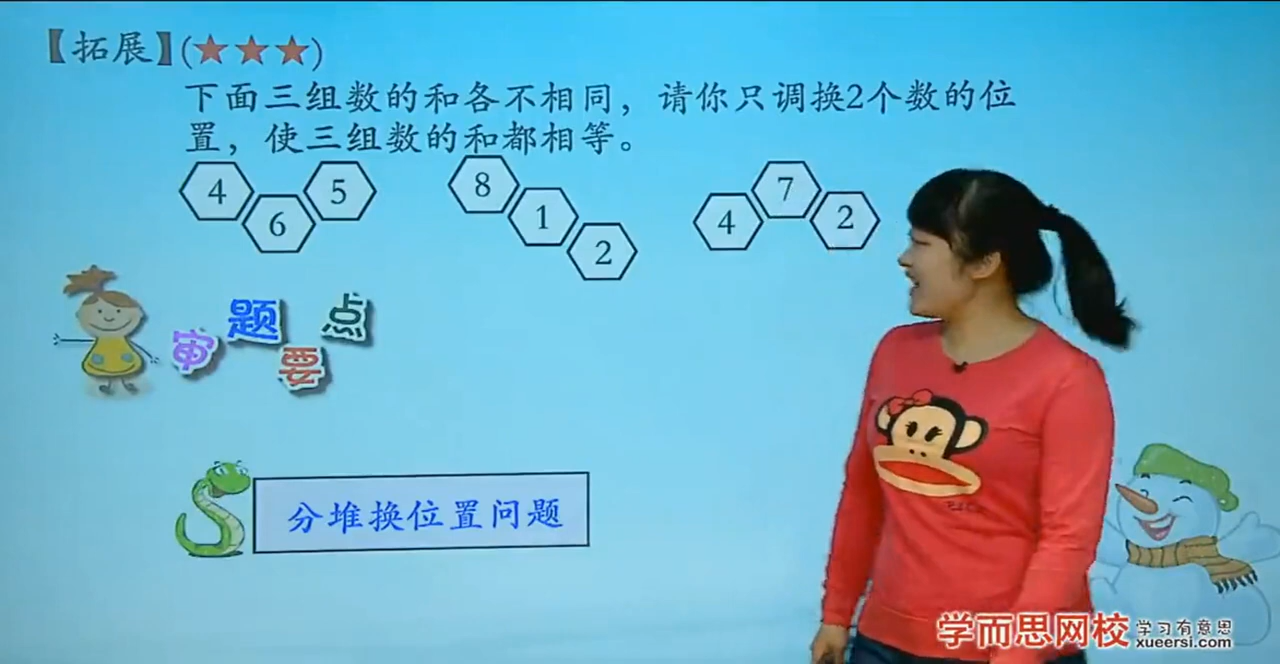 【拓展】(★★★)
下面三组数的和各不相同，请你只调换2个数的位
置，使三组数的和都相等。
4 6 5
8 1 2
4 7 2
审题要点
分堆换位置问题
学而思网校 学习有意思
xueersi.com